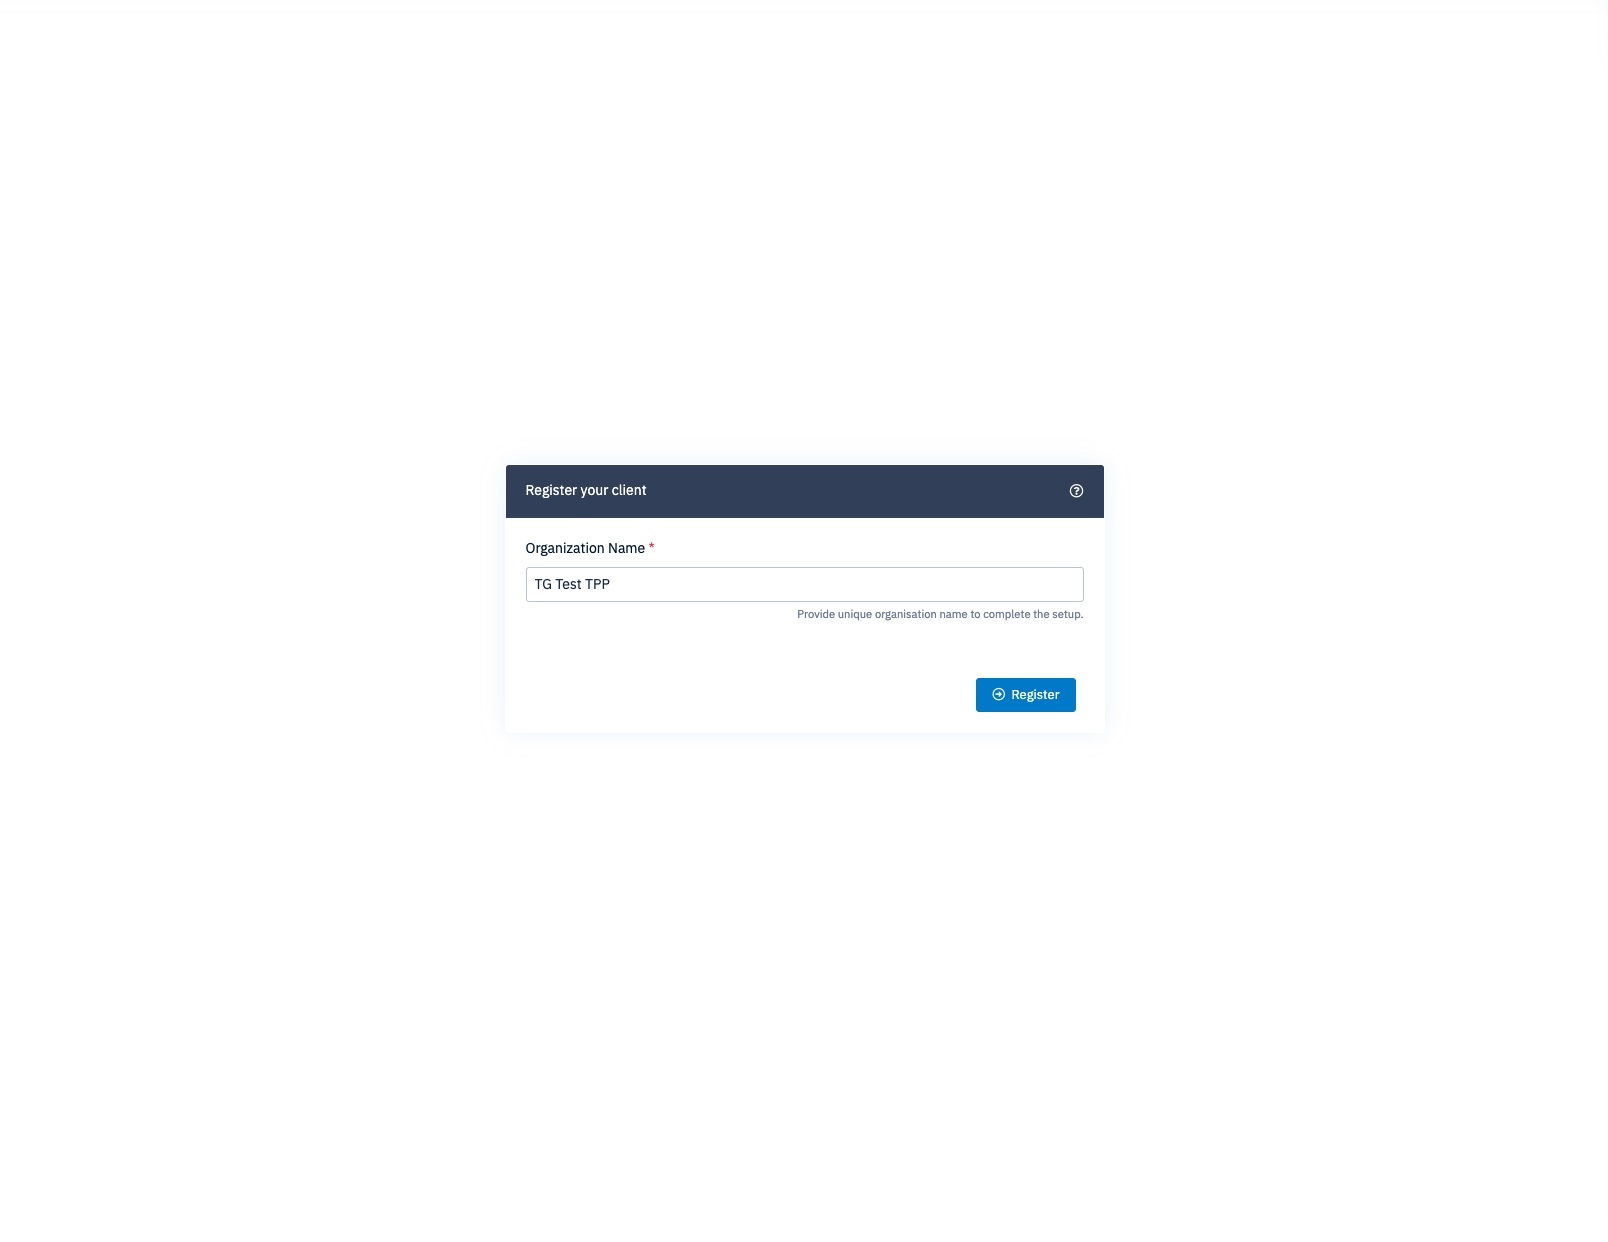 Register your client
Organization Name *
TG Test TPP
Provide unique organisation name to complete the setup.
Register